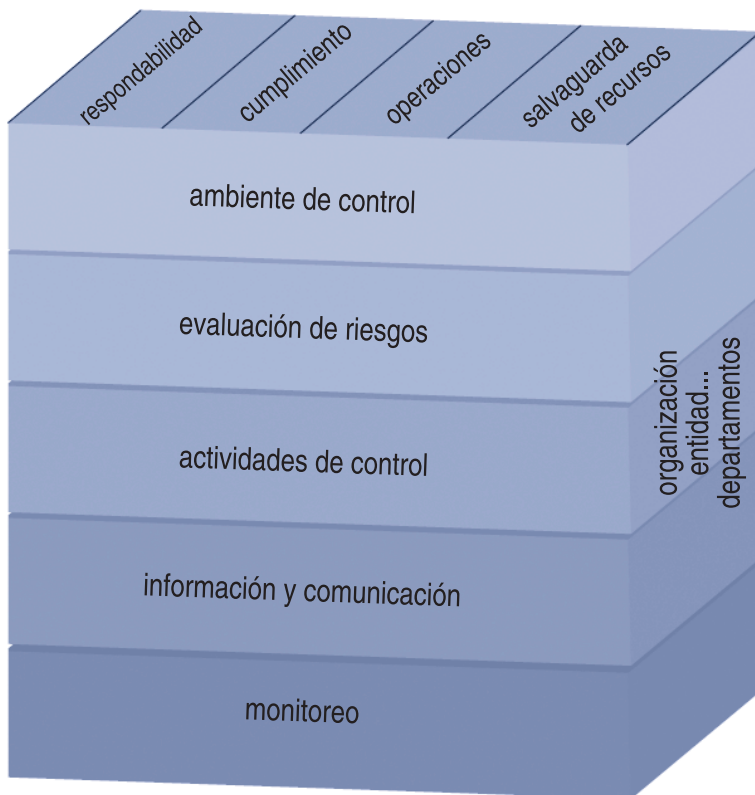 respondabilidad
cumplimiento
operaciones
salvaguarda
de recursos
ambiente de control
evaluación de riesgos
actividades de control
información y comunicación
monitoreo
organización
entidad...
departamentos